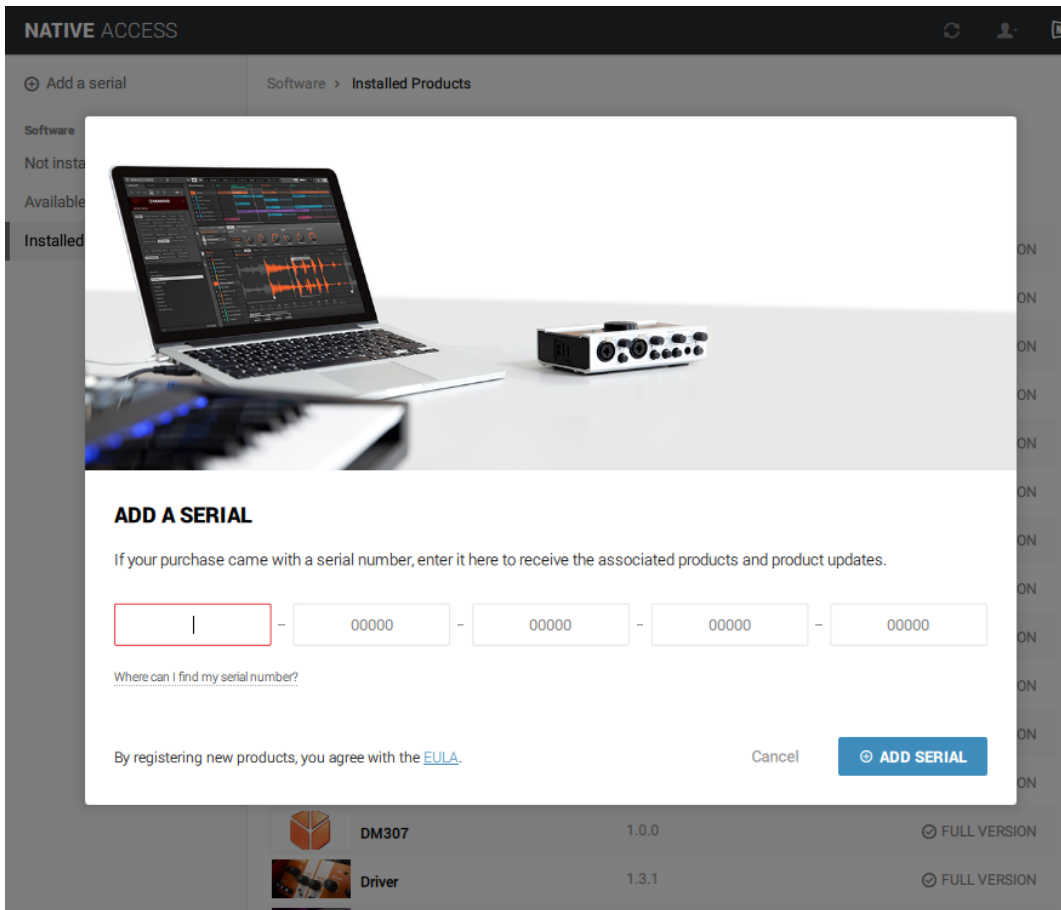 NATIVE ACCESS
Add a serial
Software > Installed Products
Software
Not insta
Available
Installed
ION
ON
ON
ON
ON
ON
ON
ON
ON
ON
ON
ON
ADD A SERIAL
If your purchase came with a serial number, enter it here to receive the associated products and product updates.
– 00000 – 00000 – 00000 – 00000
Where can I find my serial number?
By registering new products, you agree with the EULA.
Cancel
ADD SERIAL
DM307 1.0.0 FULL VERSION
Driver 1.3.1 FULL VERSION